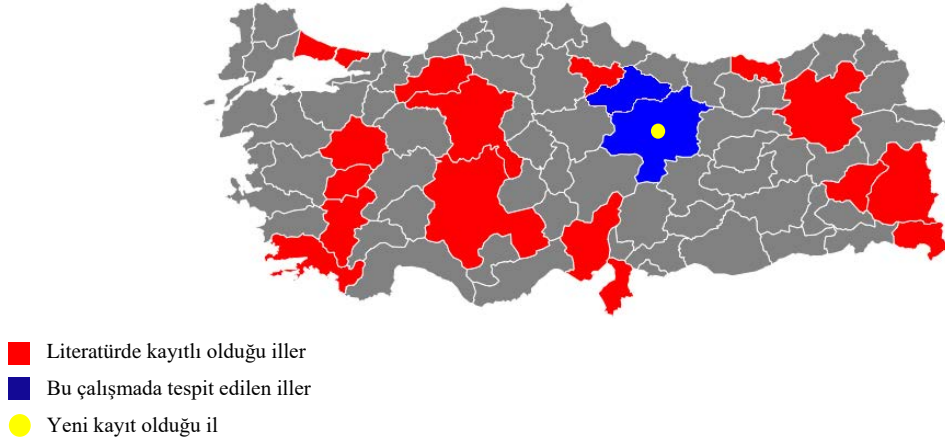 Literatürde kayıtlı olduğu iller
Bu çalışmada tespit edilen iller
Yeni kayıt olduğu il